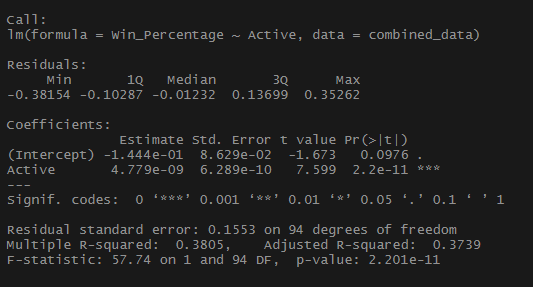 Call:
lm(formula = Win_Percentage ~ Active, data = combined_data)
Residuals:
     Min       1Q   Median       3Q      Max
-0.38154 -0.10287 -0.01232  0.13699  0.35262
Coefficients:
              Estimate Std. Error t value Pr(>|t|)
(Intercept) -1.444e-01  8.629e-02  -1.673   0.0976 .
Active       4.779e-09  6.289e-10   7.599  2.2e-11 ***
---
Signif. codes:  0 ‘***’ 0.001 ‘**’ 0.01 ‘*’ 0.05 ‘.’ 0.1 ‘ ’ 1
Residual standard error: 0.1553 on 94 degrees of freedom
Multiple R-squared:  0.3805,    Adjusted R-squared:  0.3739
F-statistic: 57.74 on 1 and 94 DF,  p-value: 2.201e-11